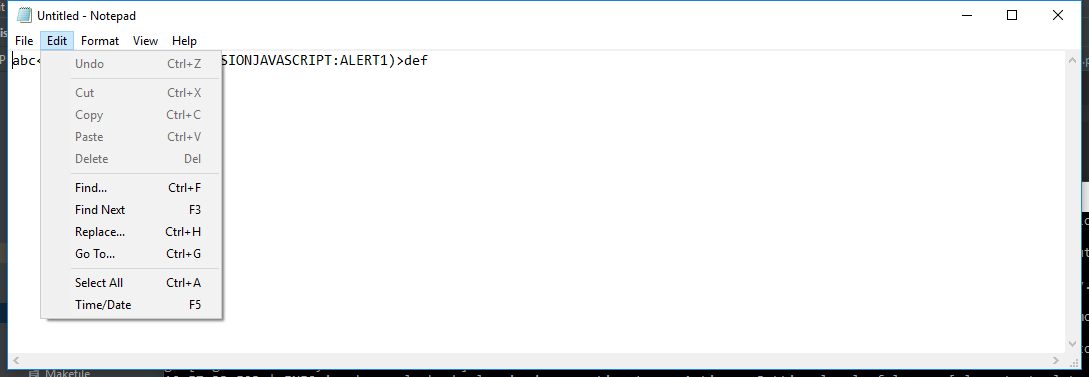 Untitled - Notepad
File Edit Format View Help
abc< SIONJAVASCRIPT:ALERT1)>def
Undo Ctrl+Z
Cut Ctrl+X
Copy Ctrl+C
Paste Ctrl+V
Delete Del
Find... Ctrl+F
Find Next F3
Replace... Ctrl+H
Go To... Ctrl+G
Select All Ctrl+A
Time/Date F5
Makefile